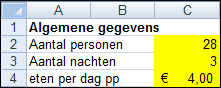 A B C
1 Algemene gegevens
2 Aantal personen 28
3 Aantal nachten 3
4 eten per dag pp € 4,00